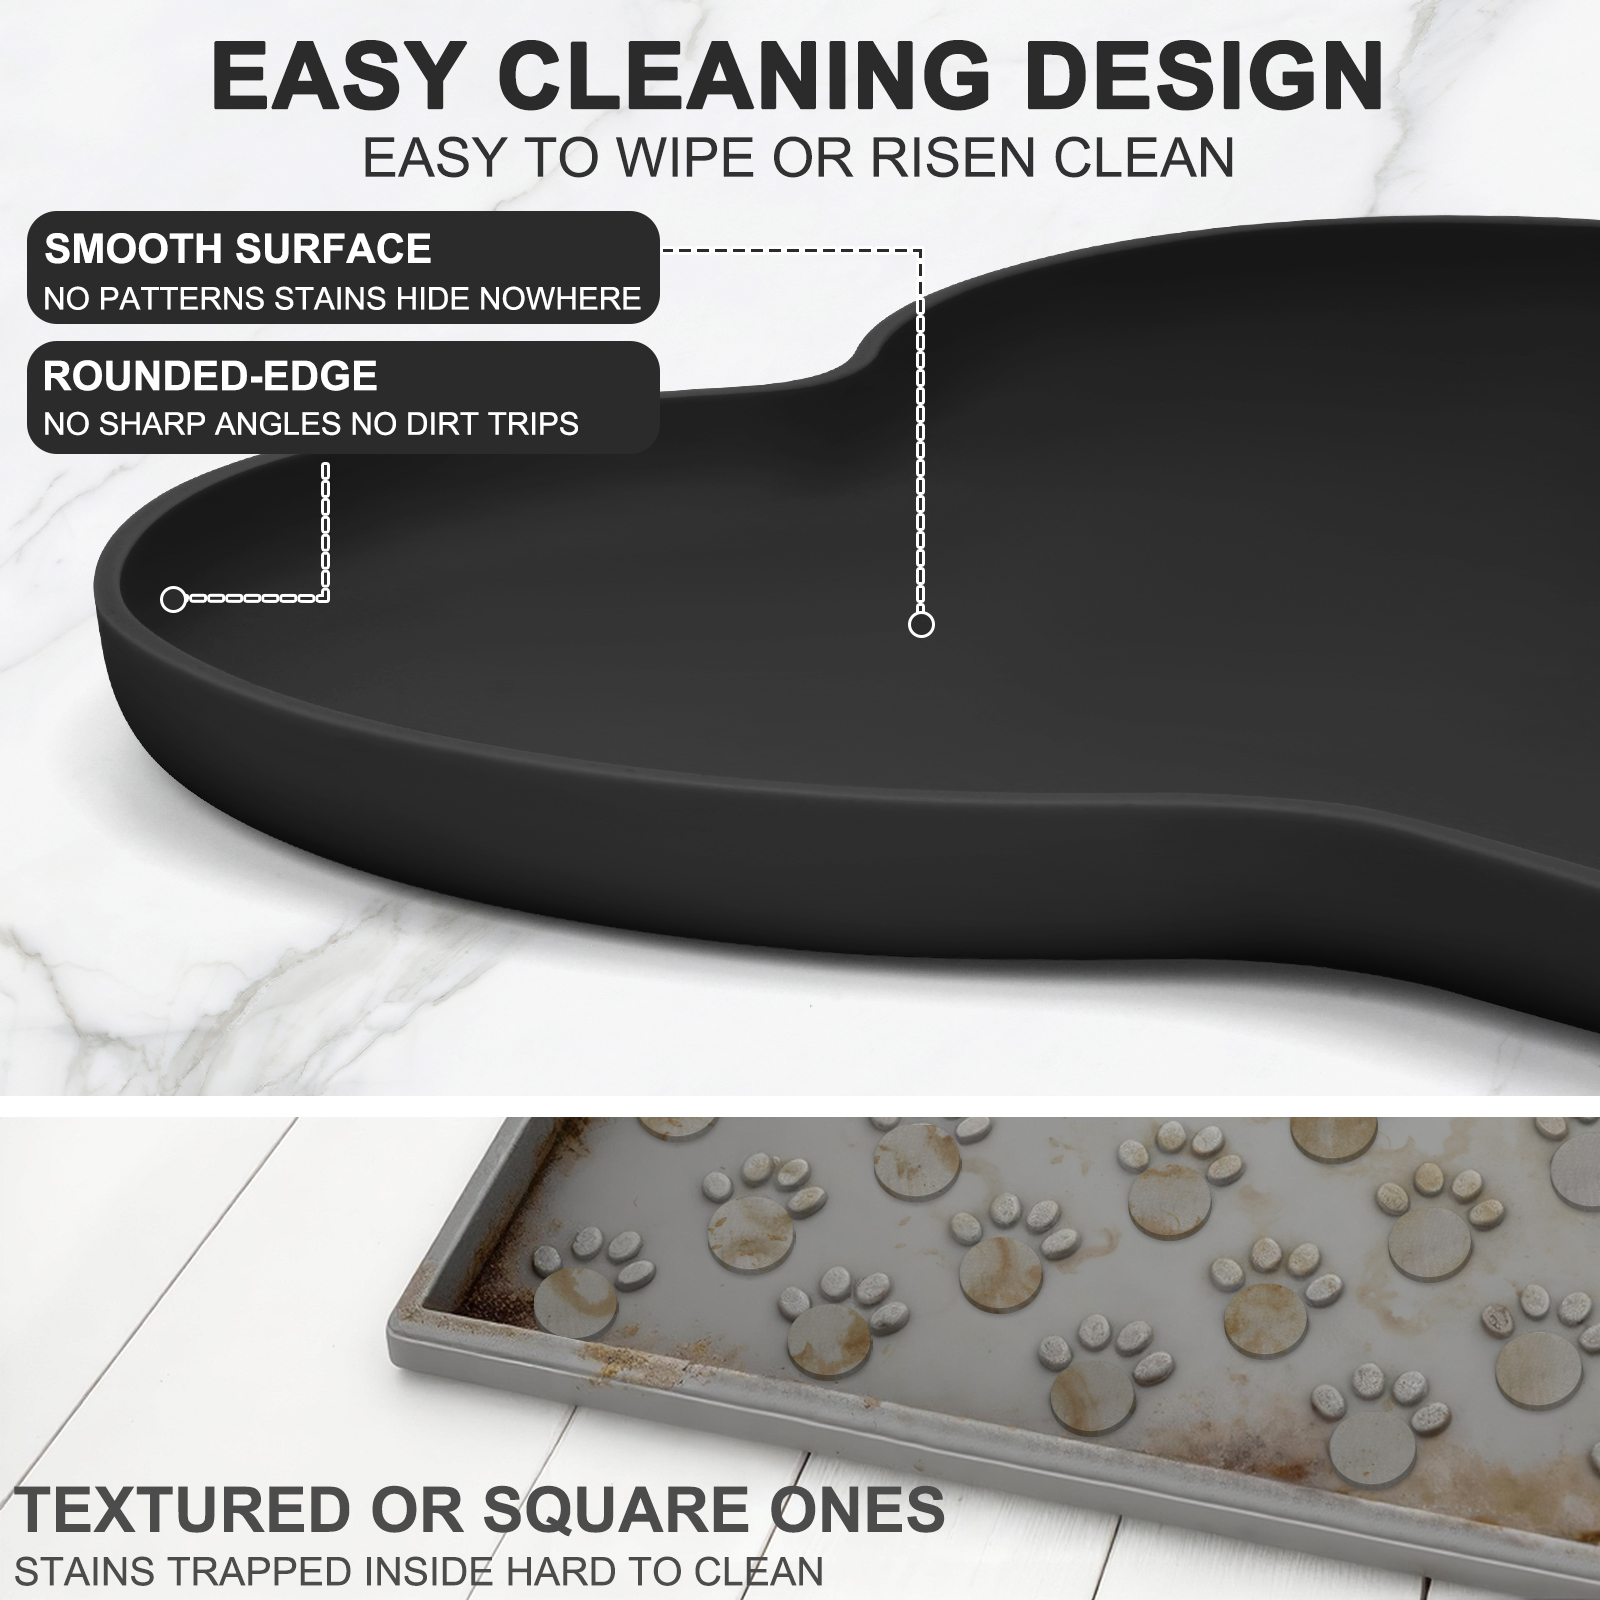 EASY CLEANING DESIGN
EASY TO WIPE OR RISEN CLEAN
SMOOTH SURFACE
NO PATTERNS STAINS HIDE NOWHERE
ROUNDED-EDGE
NO SHARP ANGLES NO DIRT TRIPS
TEXTURED OR SQUARE ONES
STAINS TRAPPED INSIDE HARD TO CLEAN